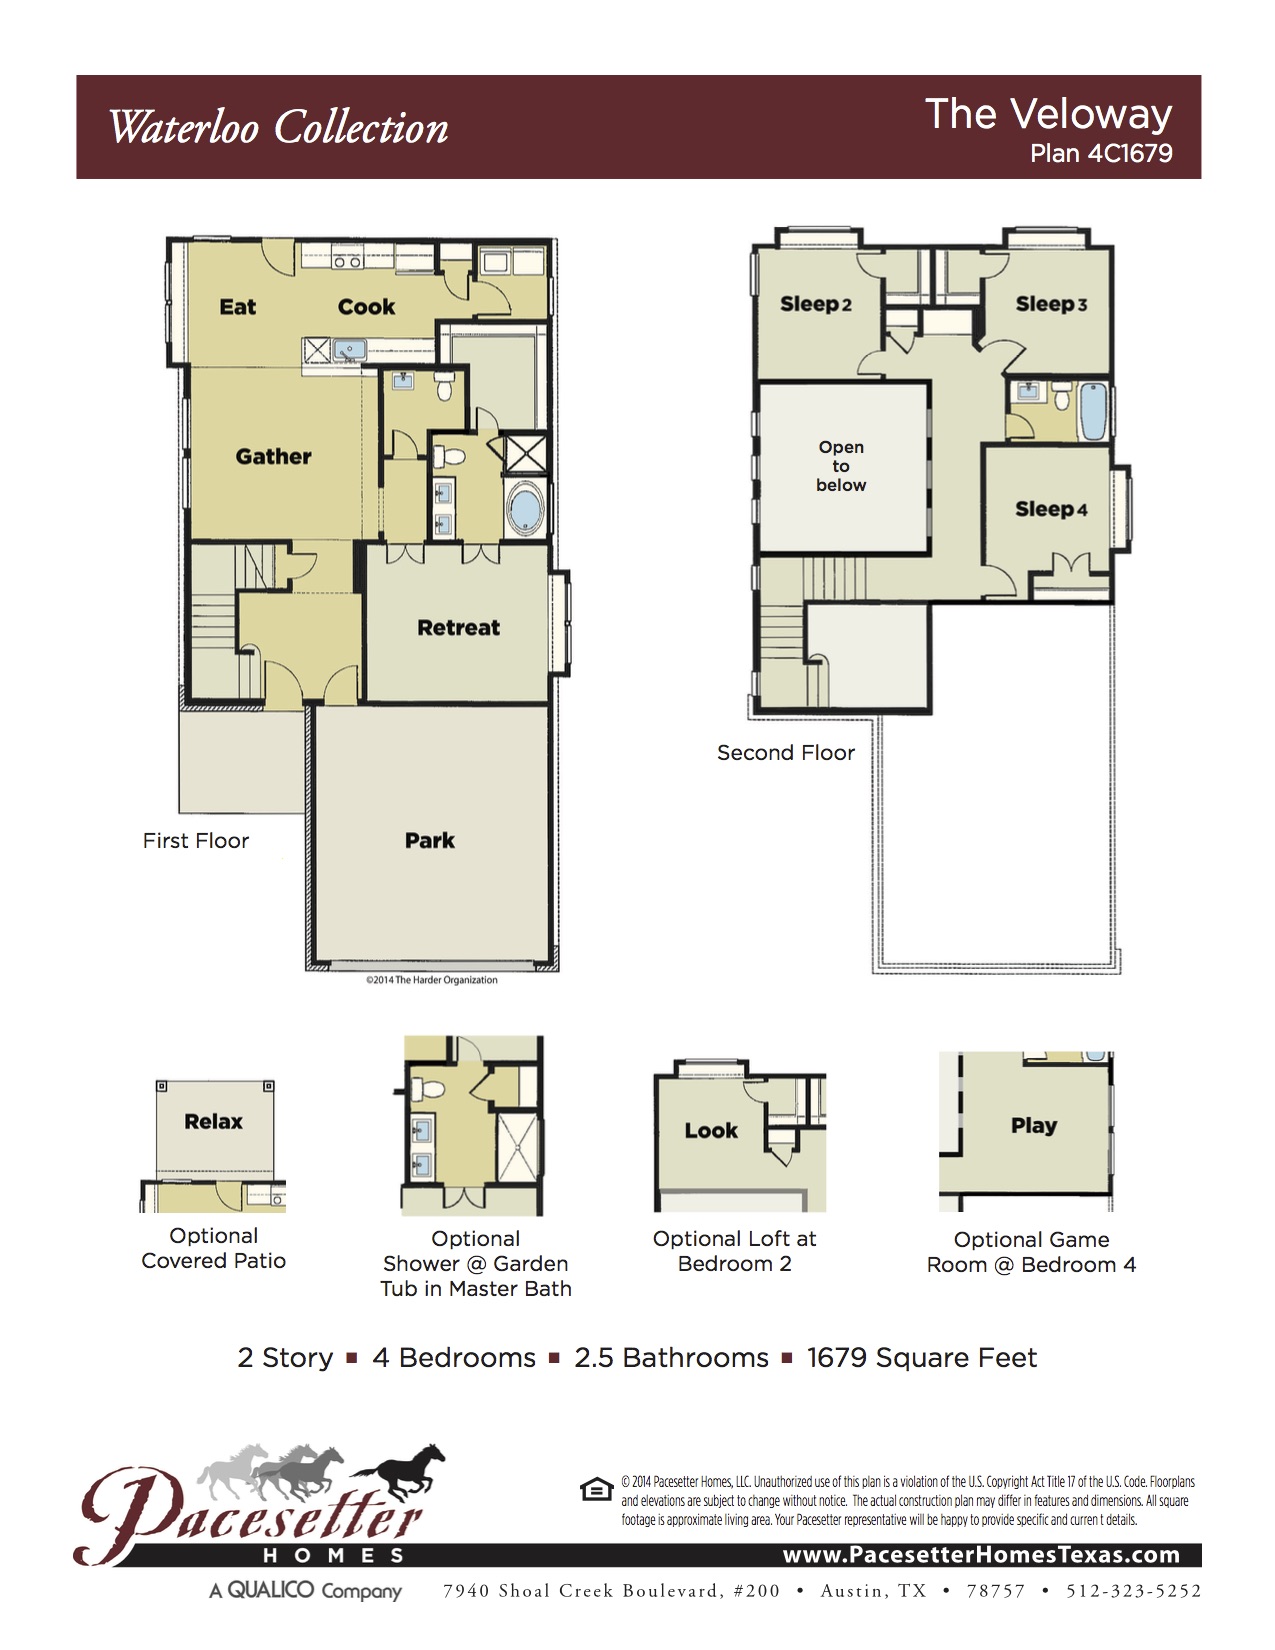 Waterloo Collection
The Veloway
Plan 4C1679
Eat
Cook
Gather
Retreat
Park
First Floor
©2014 The Harder Organization
Sleep 2
Sleep 3
Open
to
below
Sleep 4
Second Floor
Relax
Optional
Covered Patio
Optional
Shower @ Garden
Tub in Master Bath
Look
Optional Loft at
Bedroom 2
Play
Optional Game
Room @ Bedroom 4
2 Story ■ 4 Bedrooms ■ 2.5 Bathrooms ■ 1679 Square Feet
Pacesetter
HOMES
A QUALICO Company
© 2014 Pacesetter Homes, LLC. Unauthorized use of this plan is a violation of the U.S. Copyright Act Title 17 of the U.S. Code. Floorplans
and elevations are subject to change without notice. The actual construction plan may differ in features and dimensions. All square
footage is approximate living area. Your Pacesetter representative will be happy to provide specific and curren t details.
www.PacesetterHomesTexas.com
7940 Shoal Creek Boulevard, #200 • Austin, TX • 78757 • 512-323-5252